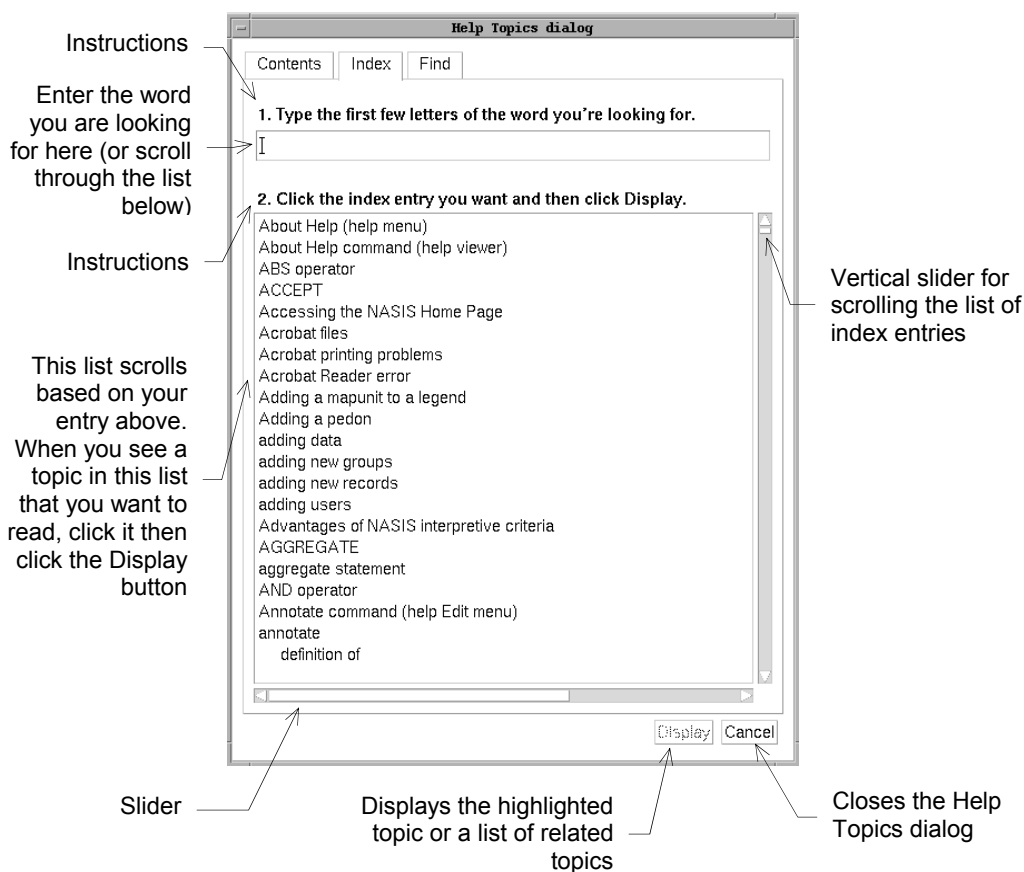 Help Topics dialog
Instructions
Contents Index Find
Enter the word
you are looking
for here (or scroll
through the list
below)
1. Type the first few letters of the word you're looking for.
2. Click the index entry you want and then click Display.
Instructions
About Help (help menu)
About Help command (help viewer)
ABS operator
ACCEPT
Accessing the NASIS Home Page
Acrobat files
Acrobat printing problems
Acrobat Reader error
Adding a mapunit to a legend
Adding a pedon
adding data
adding new groups
adding new records
adding users
Advantages of NASIS interpretive criteria
AGGREGATE
aggregate statement
AND operator
Annotate command (help Edit menu)
annotate
definition of
Vertical slider for
scrolling the list of
index entries
This list scrolls
based on your
entry above.
When you see a
topic in this list
that you want to
read, click it then
click the Display
button
Display Cancel
Slider
Displays the highlighted
topic or a list of related
topics
Closes the Help
Topics dialog